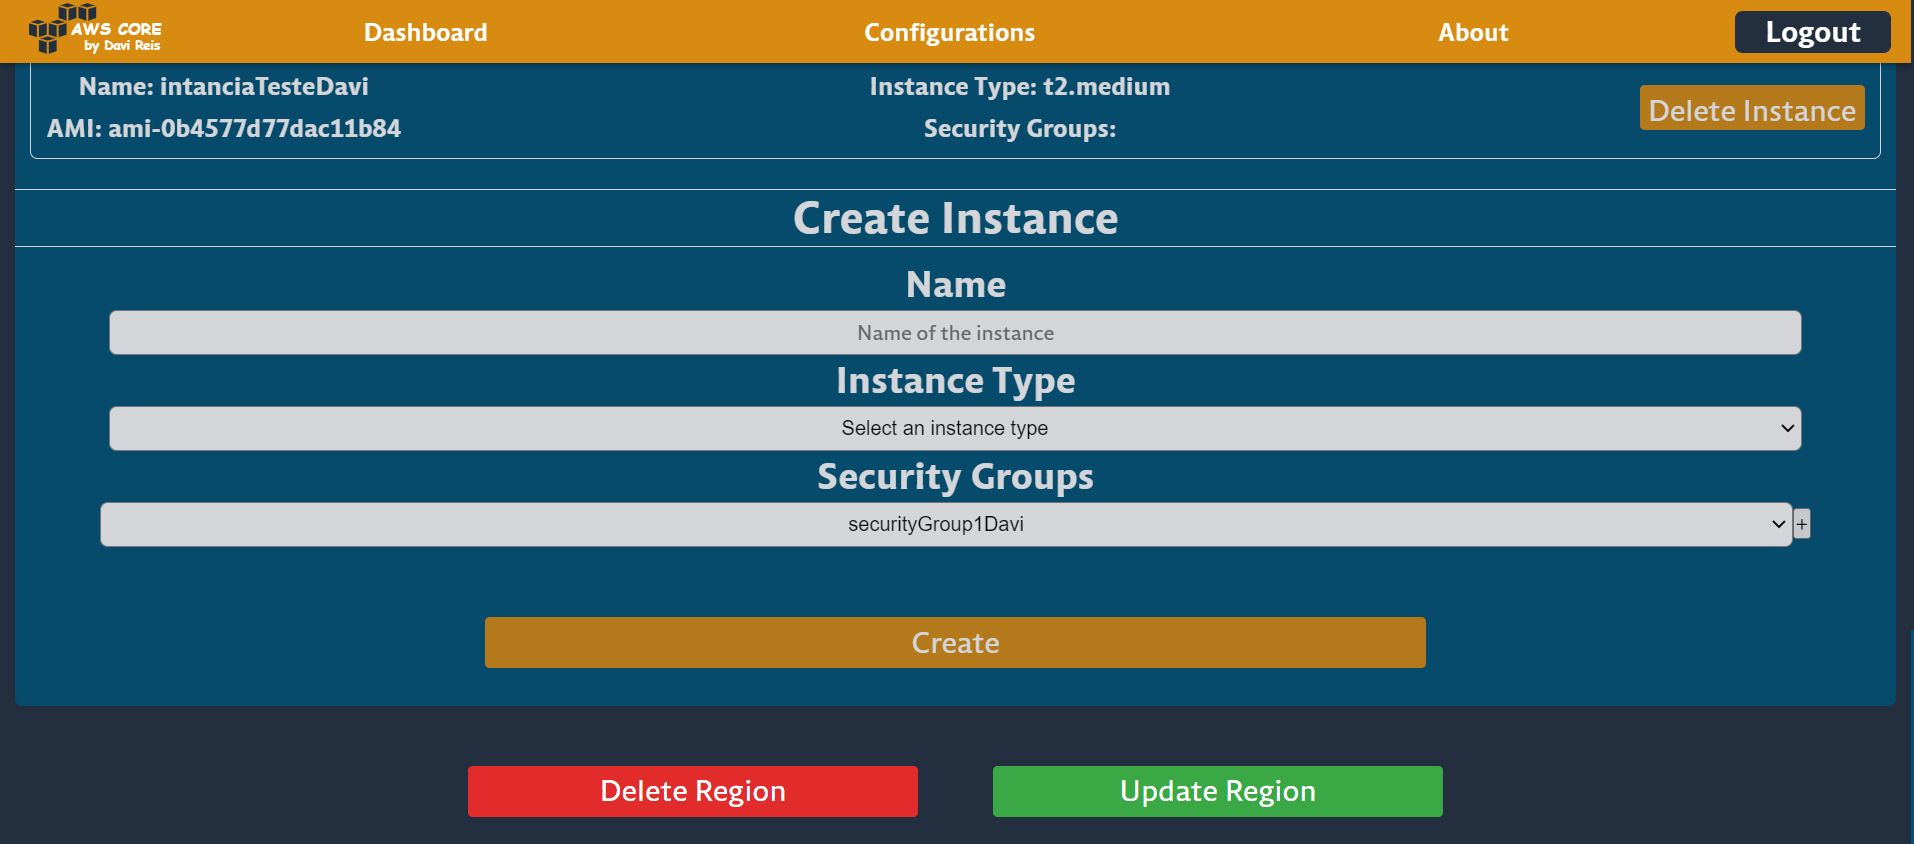 AWS CORE
by Davi Reis
Dashboard
Configurations
About
Logout
Name: intanciaTesteDavi
Instance Type: t2.medium
AMI: ami-0b4577d77dac11b84
Security Groups:
Delete Instance
Create Instance
Name
Name of the instance
Instance Type
Select an instance type
Security Groups
securityGroup1Davi
+
Create
Delete Region
Update Region